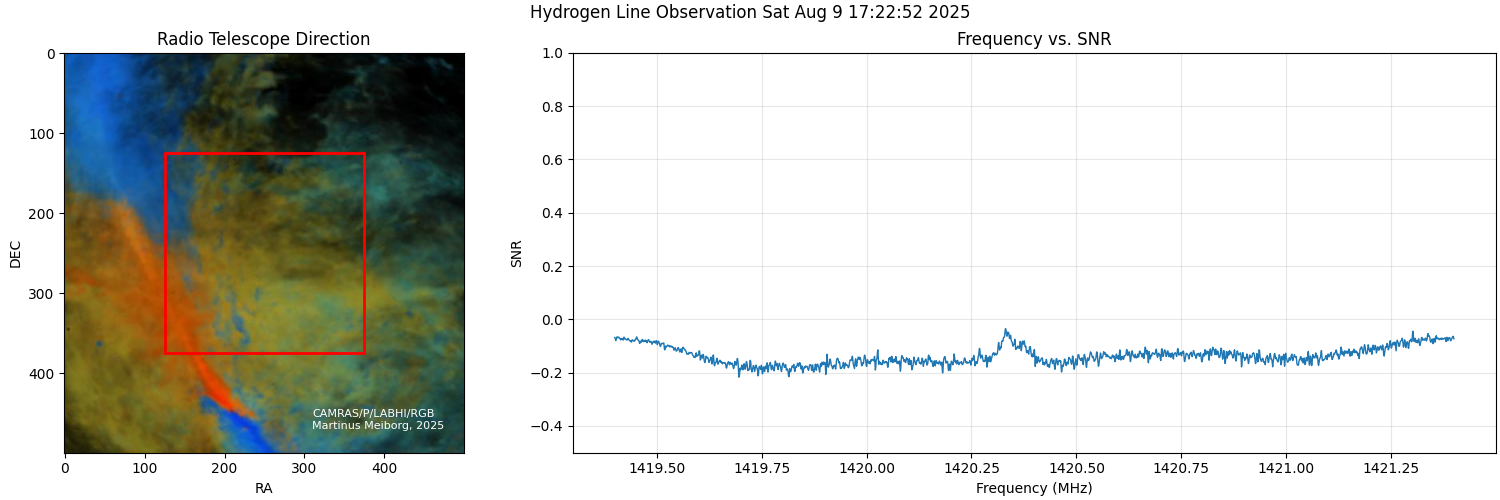 Hydrogen Line Observation Sat Aug 9 17:22:52 2025
Radio Telescope Direction
0
100
200
300
400
DEC
0 100 200 300 400
RA
CAMRAS/P/LABHI/RGB
Martinus Meiborg, 2025
Frequency vs. SNR
1.0
0.8
0.6
0.4
0.2
0.0
−0.2
−0.4
SNR
1419.50 1419.75 1420.00 1420.25 1420.50 1420.75 1421.00 1421.25
Frequency (MHz)